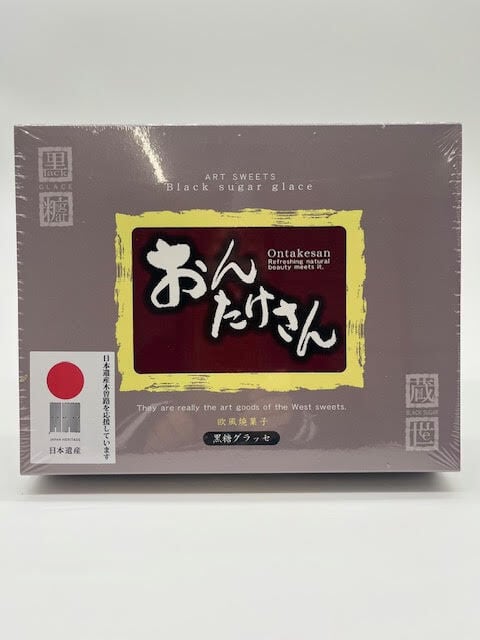 黒
lack
GLACE
糖
ART SWEETS
Black sugar glace
おんたけさん
Ontakesan
Refreshing natural
beauty meets it.
They are really the art goods of the West sweets.
欧風焼菓子
黒糖グラッセ
日本遺産木曽路を応援しています
JAPAN HERITAGE
日本遺産
蔵
BLACK SUGAR
世